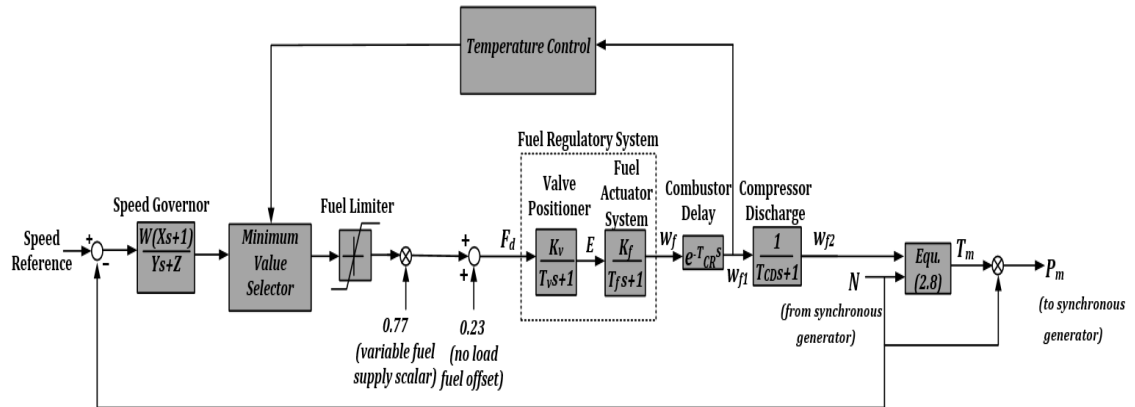 Temperature Control
Fuel Regulatory System
Speed Governor
Fuel Limiter
Valve
Positioner
Fuel
Actuator
System
Combustor
Delay
Compressor
Discharge
+
Speed
Reference
−
W(Xs+1)
Ys+Z
Minimum
Value
Selector
+
+
F_d
K_v
T_vs+1
E
K_f
T_fs+1
W_f
e^-T_CR^s
W_f1
1
T_CDs+1
W_f2
N
Equ.
(2.8)
T_m
P_m
(from synchronous
generator)
(to synchronous
generator)
0.77
(variable fuel
supply scalar)
0.23
(no load
fuel offset)